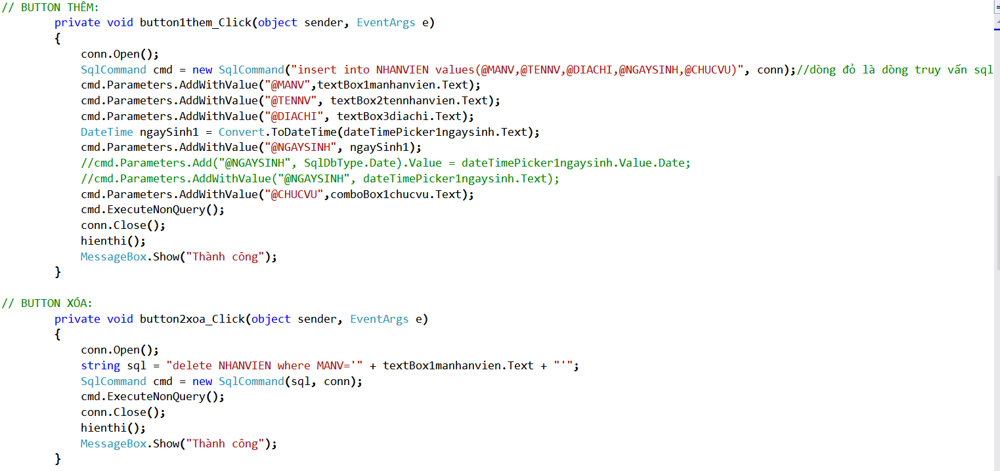 // BUTTON THÊM:
private void button1them_Click(object sender, EventArgs e)
{
conn.Open();
SqlCommand cmd = new SqlCommand("insert into NHANVIEN values(@MANV,@TENNV,@DIACHI,@NGAYSINH,@CHUCVU)", conn);//dòng đỏ là dòng truy vấn sql
cmd.Parameters.AddWithValue("@MANV",textBox1manhanvien.Text);
cmd.Parameters.AddWithValue("@TENNV", textBox2tennhanvien.Text);
cmd.Parameters.AddWithValue("@DIACHI", textBox3diachi.Text);
DateTime ngaySinh1 = Convert.ToDateTime(dateTimePicker1ngaysinh.Text);
cmd.Parameters.AddWithValue("@NGAYSINH", ngaySinh1);
//cmd.Parameters.Add("@NGAYSINH", SqlDbType.Date).Value = dateTimePicker1ngaysinh.Value.Date;
//cmd.Parameters.AddWithValue("@NGAYSINH", dateTimePicker1ngaysinh.Text);
cmd.Parameters.AddWithValue("@CHUCVU",comboBox1chucvu.Text);
cmd.ExecuteNonQuery();
conn.Close();
hienthi();
MessageBox.Show("Thành công");
}
// BUTTON XÓA:
private void button2xoa_Click(object sender, EventArgs e)
{
conn.Open();
string sql = "delete NHANVIEN where MANV='" + textBox1manhanvien.Text + "'";
SqlCommand cmd = new SqlCommand(sql, conn);
cmd.ExecuteNonQuery();
conn.Close();
hienthi();
MessageBox.Show("Thành công");
}